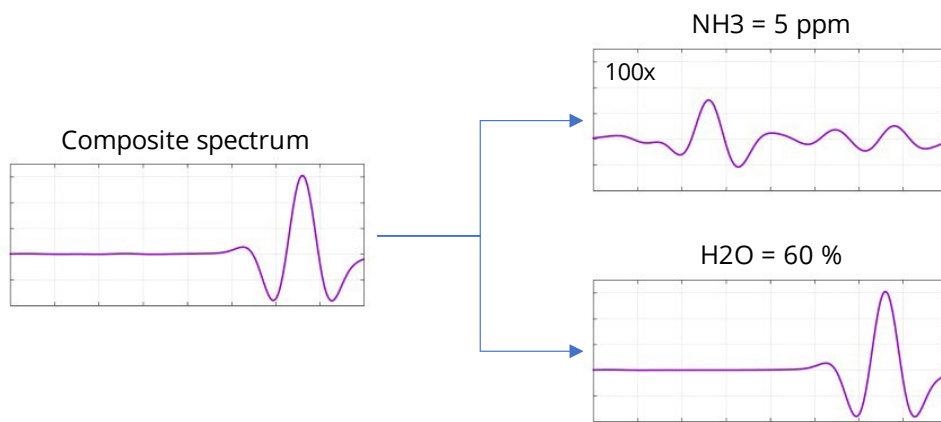 NH3 = 5 ppm
100x
Composite spectrum
H2O = 60 %